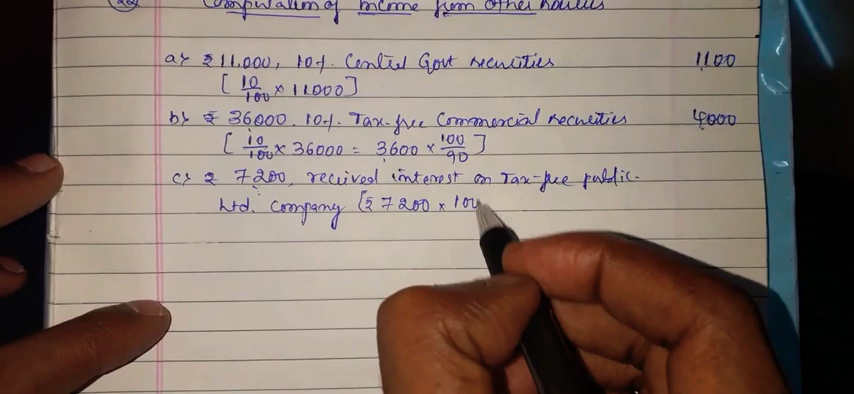 22 Computation of Income from Other Sources
a) ₹ 11,000, 10%. Central Govt securities 1100
[ 10/100 × 11000 ]
b) ₹ 36000. 10%. Tax-free Commercial securities 4000
[ 10/100 × 36000 = 3600 × 100/90 ]
c) ₹ 7200, received interest on Tax-free public.
Ltd. Company [₹ 7200 × 100